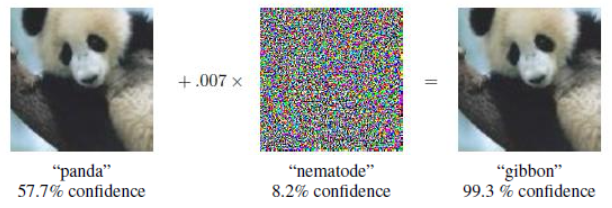 + .007 ×
=
“panda”
57.7% confidence
“nematode”
8.2% confidence
“gibbon”
99.3 % confidence